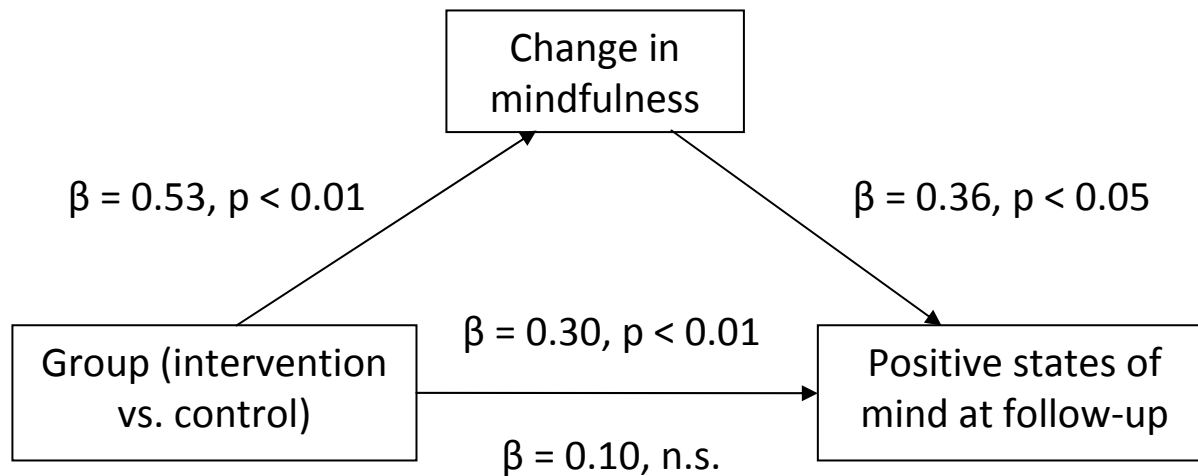 Change in
mindfulness
β = 0.53, p < 0.01
β = 0.36, p < 0.05
Group (intervention
vs. control)
β = 0.30, p < 0.01
β = 0.10, n.s.
Positive states of
mind at follow-up